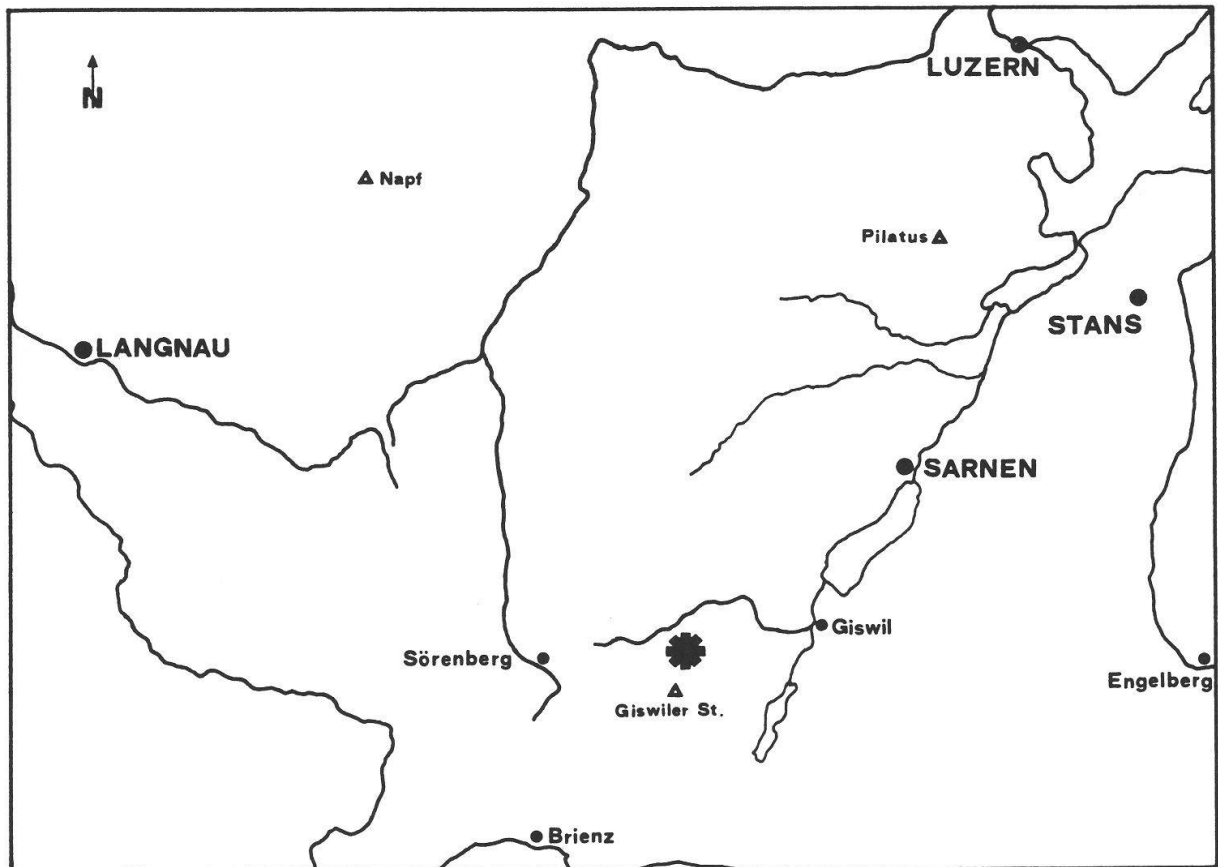 LUZERN
N
Napf
Pilatus
STANS
LANGNAU
SARNEN
Giswil
Sörenberg
Engelberg
Giswiler St.
Brienz